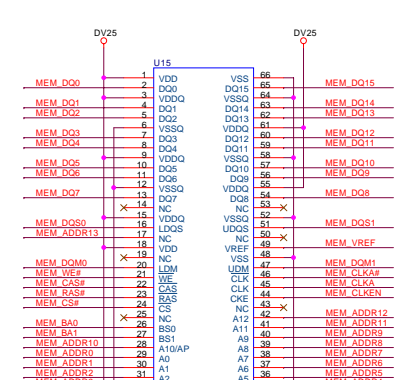 DV25 DV25
U15
1 VDD VSS 66
MEM_DQ0 2 DQ0 DQ15 65 MEM_DQ15
3 VDDQ VSSQ 64
MEM_DQ1 4 DQ1 DQ14 63 MEM_DQ14
MEM_DQ2 5 DQ2 DQ13 62 MEM_DQ13
6 VSSQ VDDQ 61
MEM_DQ3 7 DQ3 DQ12 60 MEM_DQ12
MEM_DQ4 8 DQ4 DQ11 59 MEM_DQ11
9 VDDQ VSSQ 58
MEM_DQ5 10 DQ5 DQ10 57 MEM_DQ10
MEM_DQ6 11 DQ6 DQ9 56 MEM_DQ9
12 VSSQ VDDQ 55
MEM_DQ7 13 DQ7 DQ8 54 MEM_DQ8
14 NC NC 53
15 VDDQ VSSQ 52
MEM_DQS0 16 LDQS UDQS 51 MEM_DQS1
MEM_ADDR13 17 NC NC 50
18 VDD VREF 49 MEM_VREF
19 NC VSS 48
MEM_DQM0 20 LDM UDM 47 MEM_DQM1
MEM_WE# 21 WE CLK 46 MEM_CLKA#
MEM_CAS# 22 CAS CLK 45 MEM_CLKA
MEM_RAS# 23 RAS CKE 44 MEM_CLKEN
MEM_CS# 24 CS NC 43
25 NC A12 42 MEM_ADDR12
MEM_BA0 26 BS0 A11 41 MEM_ADDR11
MEM_BA1 27 BS1 A9 40 MEM_ADDR9
MEM_ADDR10 28 A10/AP A8 39 MEM_ADDR8
MEM_ADDR0 29 A0 A7 38 MEM_ADDR7
MEM_ADDR1 30 A1 A6 37 MEM_ADDR6
MEM_ADDR2 31 A2 A5 36 MEM_ADDR5